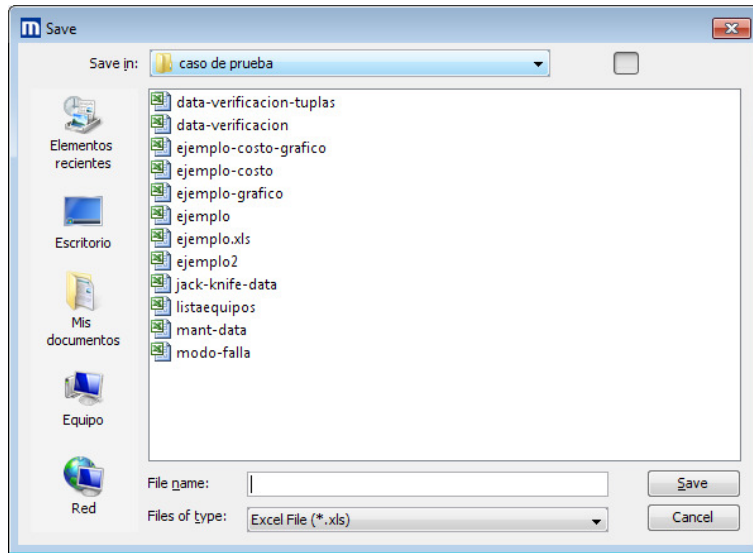 m Save
Save in:
caso de prueba
Elementos
recientes
Escritorio
Mis
documentos
Equipo
Red
data-verificacion-tuplas
data-verificacion
ejemplo-costo-grafico
ejemplo-costo
ejemplo-grafico
ejemplo
ejemplo.xls
ejemplo2
jack-knife-data
listaequipos
mant-data
modo-falla
File name:
Save
Files of type:
Excel File (*.xls)
Cancel